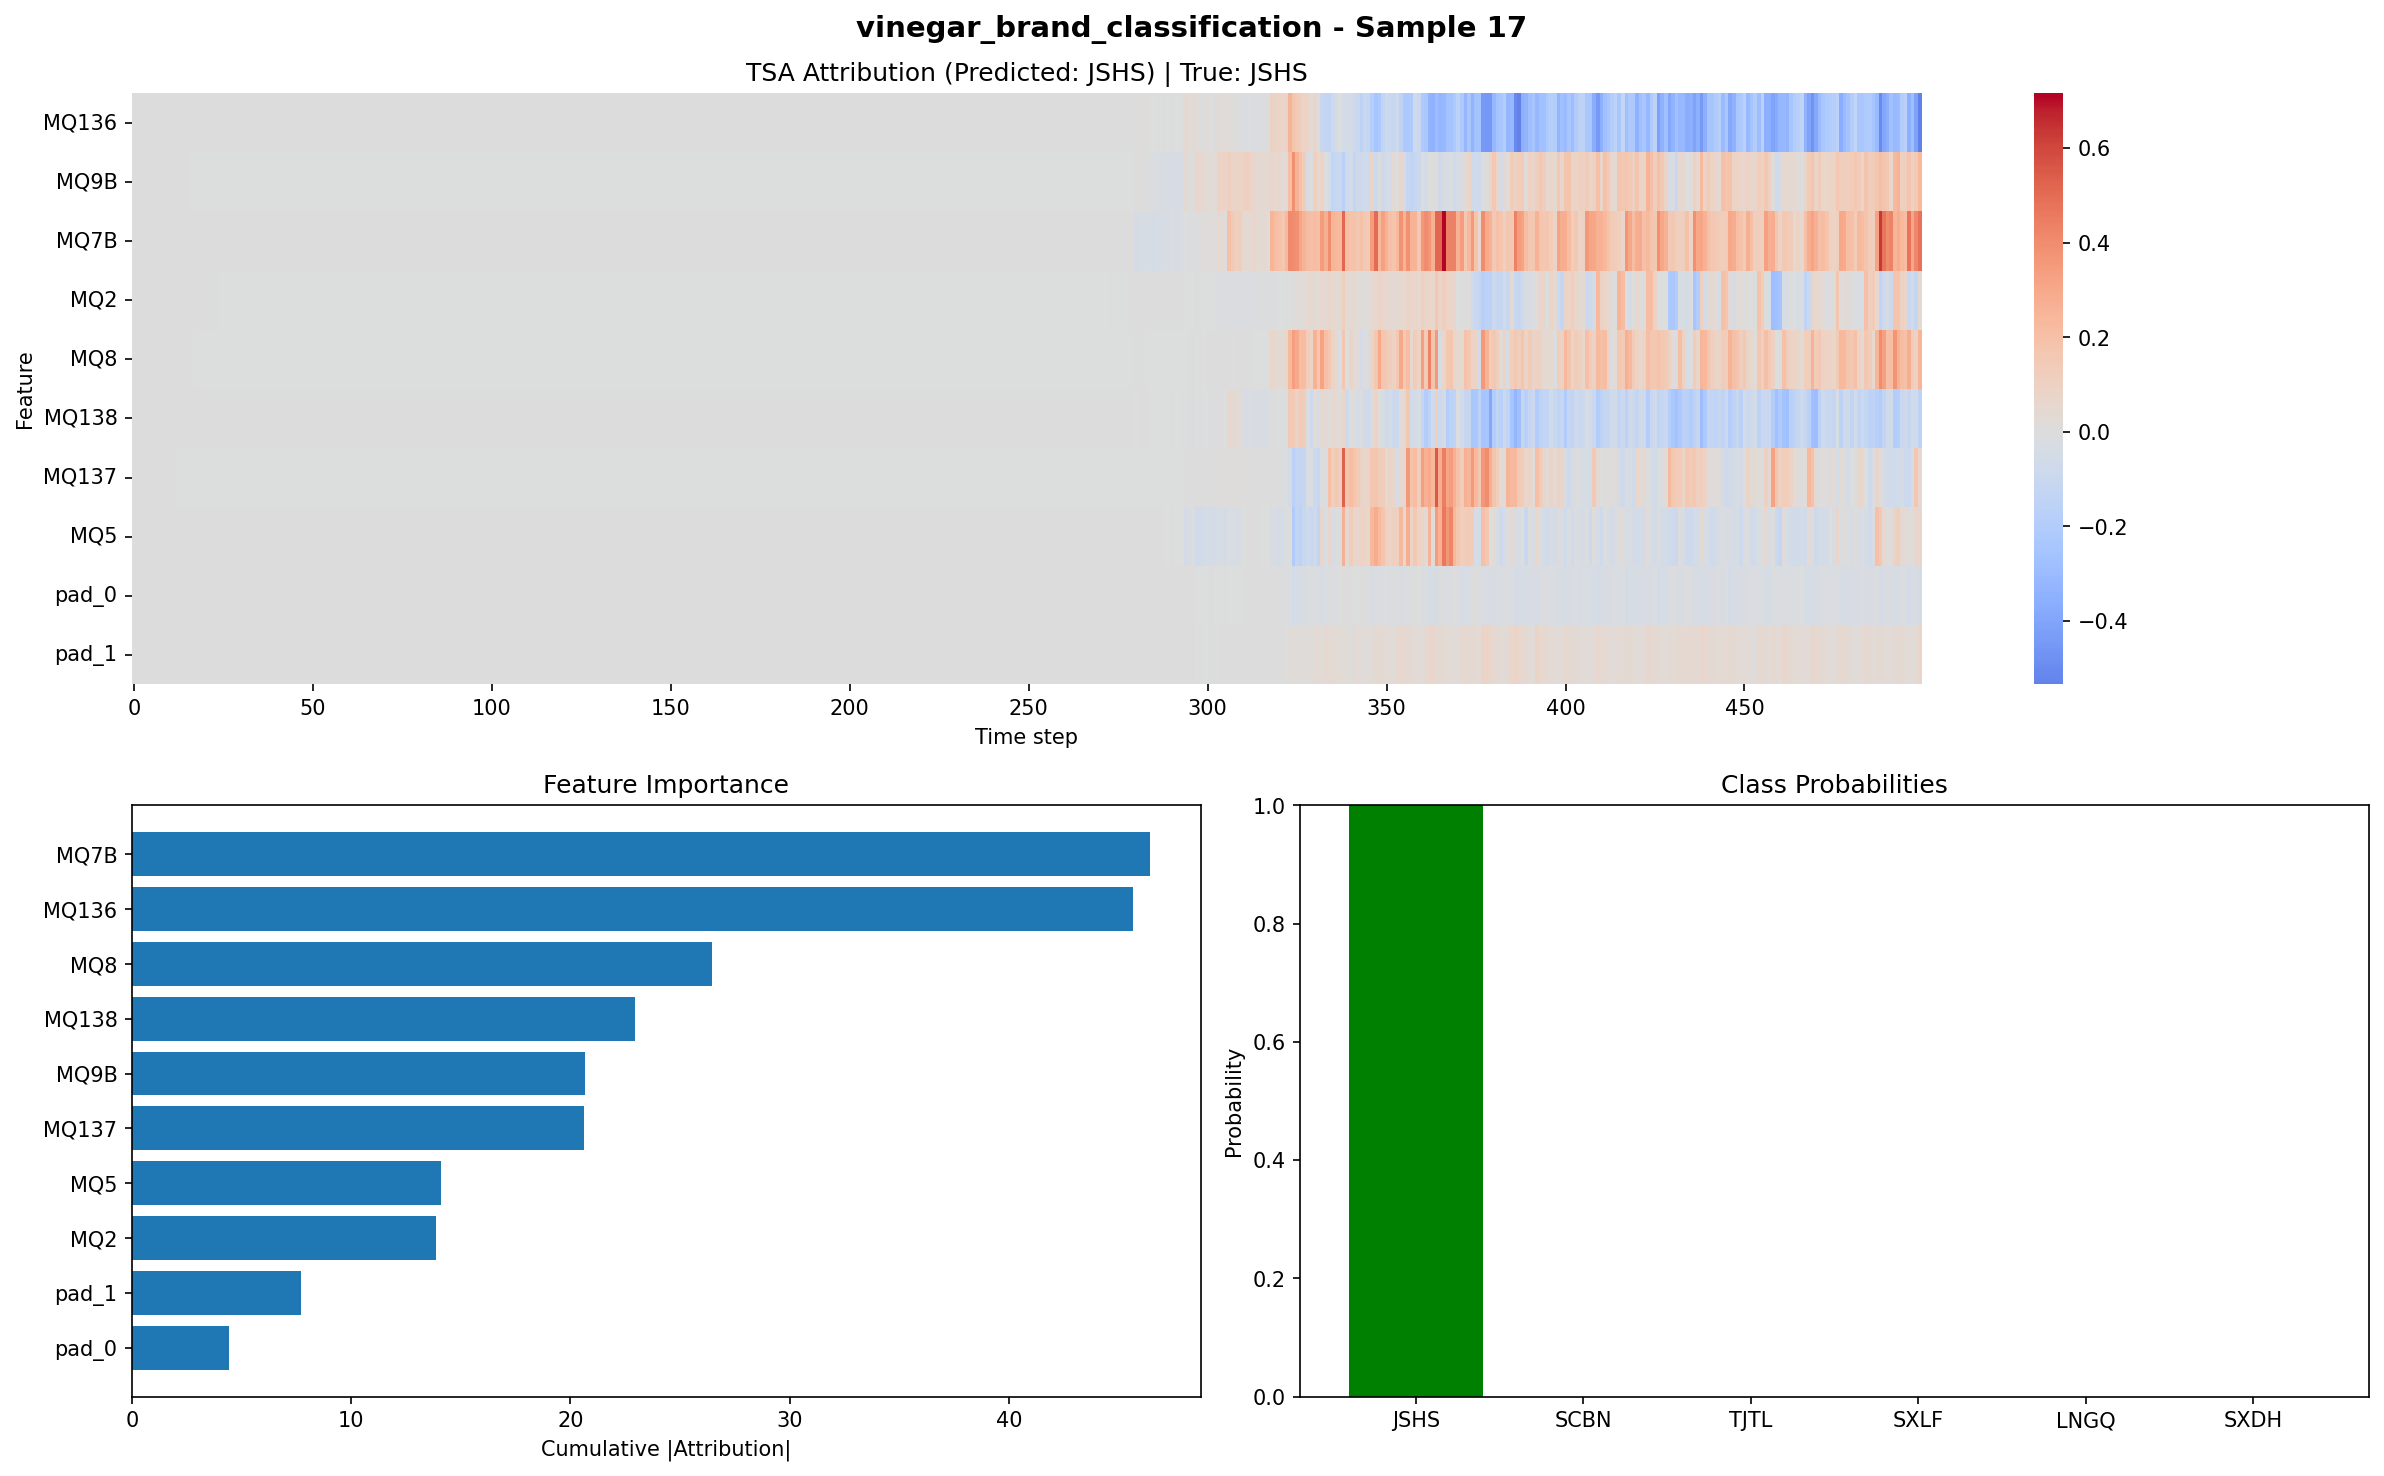 vinegar_brand_classification - Sample 17
TSA Attribution (Predicted: JSHS) | True: JSHS
Feature
MQ136
MQ9B
MQ7B
MQ2
MQ8
MQ138
MQ137
MQ5
pad_0
pad_1
0 50 100 150 200 250 300 350 400 450
Time step
0.6
0.4
0.2
0.0
−0.2
−0.4
Feature Importance
MQ7B
MQ136
MQ8
MQ138
MQ9B
MQ137
MQ5
MQ2
pad_1
pad_0
0 10 20 30 40
Cumulative |Attribution|
Class Probabilities
Probability
1.0
0.8
0.6
0.4
0.2
0.0
JSHS SCBN TJTL SXLF LNGQ SXDH